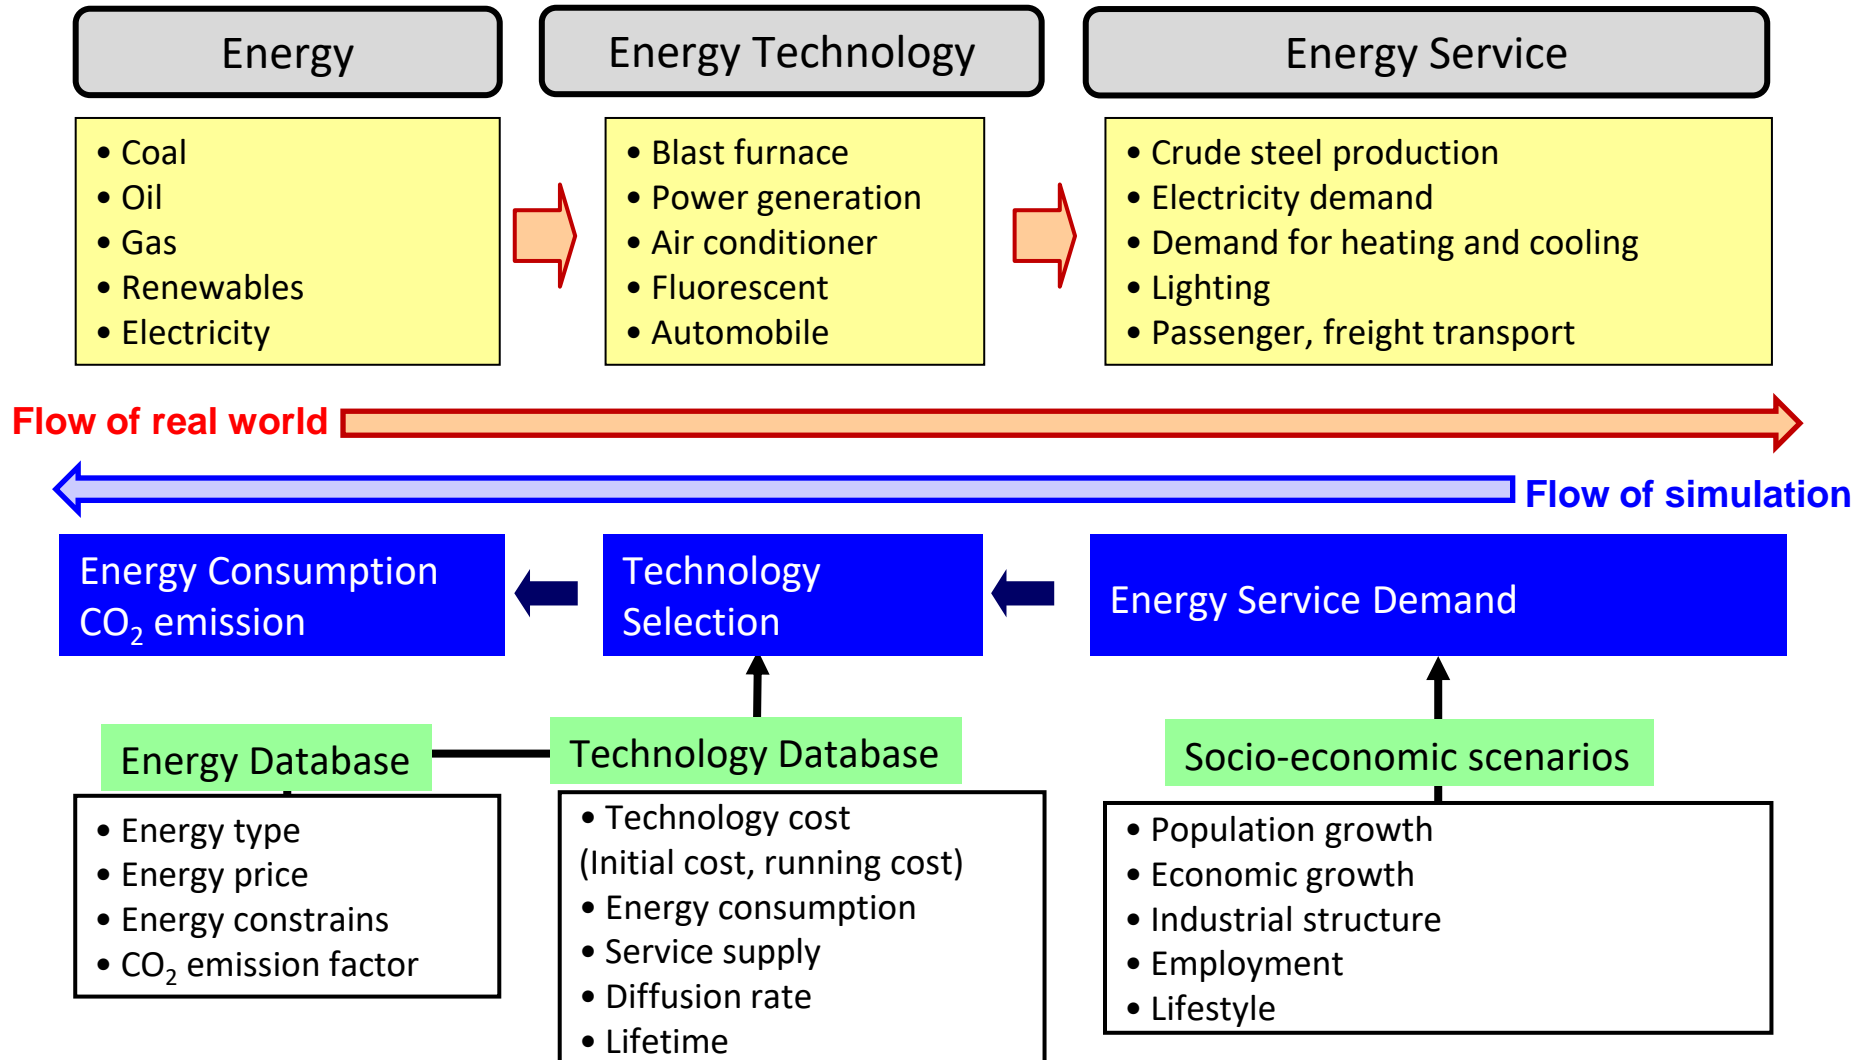 Energy
Energy Technology
Energy Service
• Coal
• Oil
• Gas
• Renewables
• Electricity
• Blast furnace
• Power generation
• Air conditioner
• Fluorescent
• Automobile
• Crude steel production
• Electricity demand
• Demand for heating and cooling
• Lighting
• Passenger, freight transport
Flow of real world
Flow of simulation
Energy Consumption
CO₂ emission
Technology
Selection
Energy Service Demand
Energy Database
Technology Database
Socio-economic scenarios
• Energy type
• Energy price
• Energy constrains
• CO₂ emission factor
• Technology cost
(Initial cost, running cost)
• Energy consumption
• Service supply
• Diffusion rate
• Lifetime
• Population growth
• Economic growth
• Industrial structure
• Employment
• Lifestyle